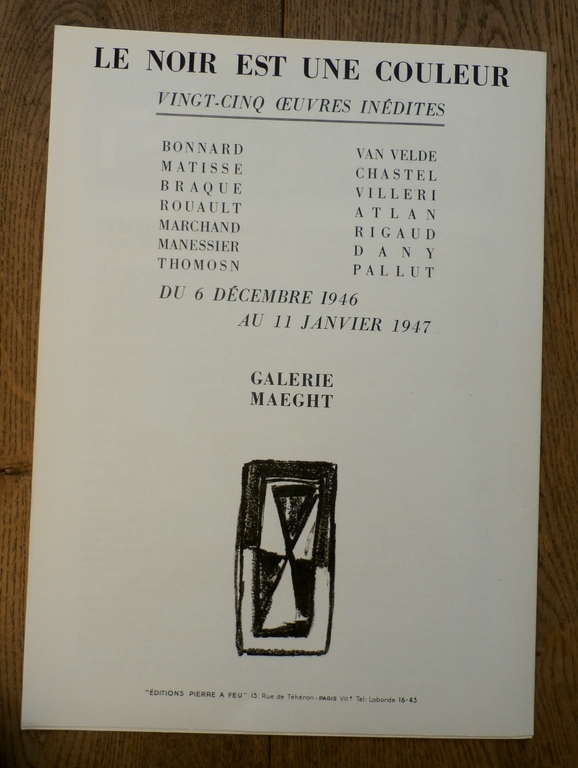 LE NOIR EST UNE COULEUR
VINGT-CINQ ŒUVRES INÉDITES
BONNARD
MATISSE
BRAQUE
ROUAULT
MARCHAND
MANESSIER
THOMOSN
VAN VELDE
CHASTEL
VILLERI
ATLAN
RIGAUD
DANY
PALLUT
DU 6 DÉCEMBRE 1946
AU 11 JANVIER 1947
GALERIE
MAEGHT
"ÉDITIONS PIERRE A FEU" 13, Rue de Téhéran - PARIS VIIIe Tel: Laborde 16-43